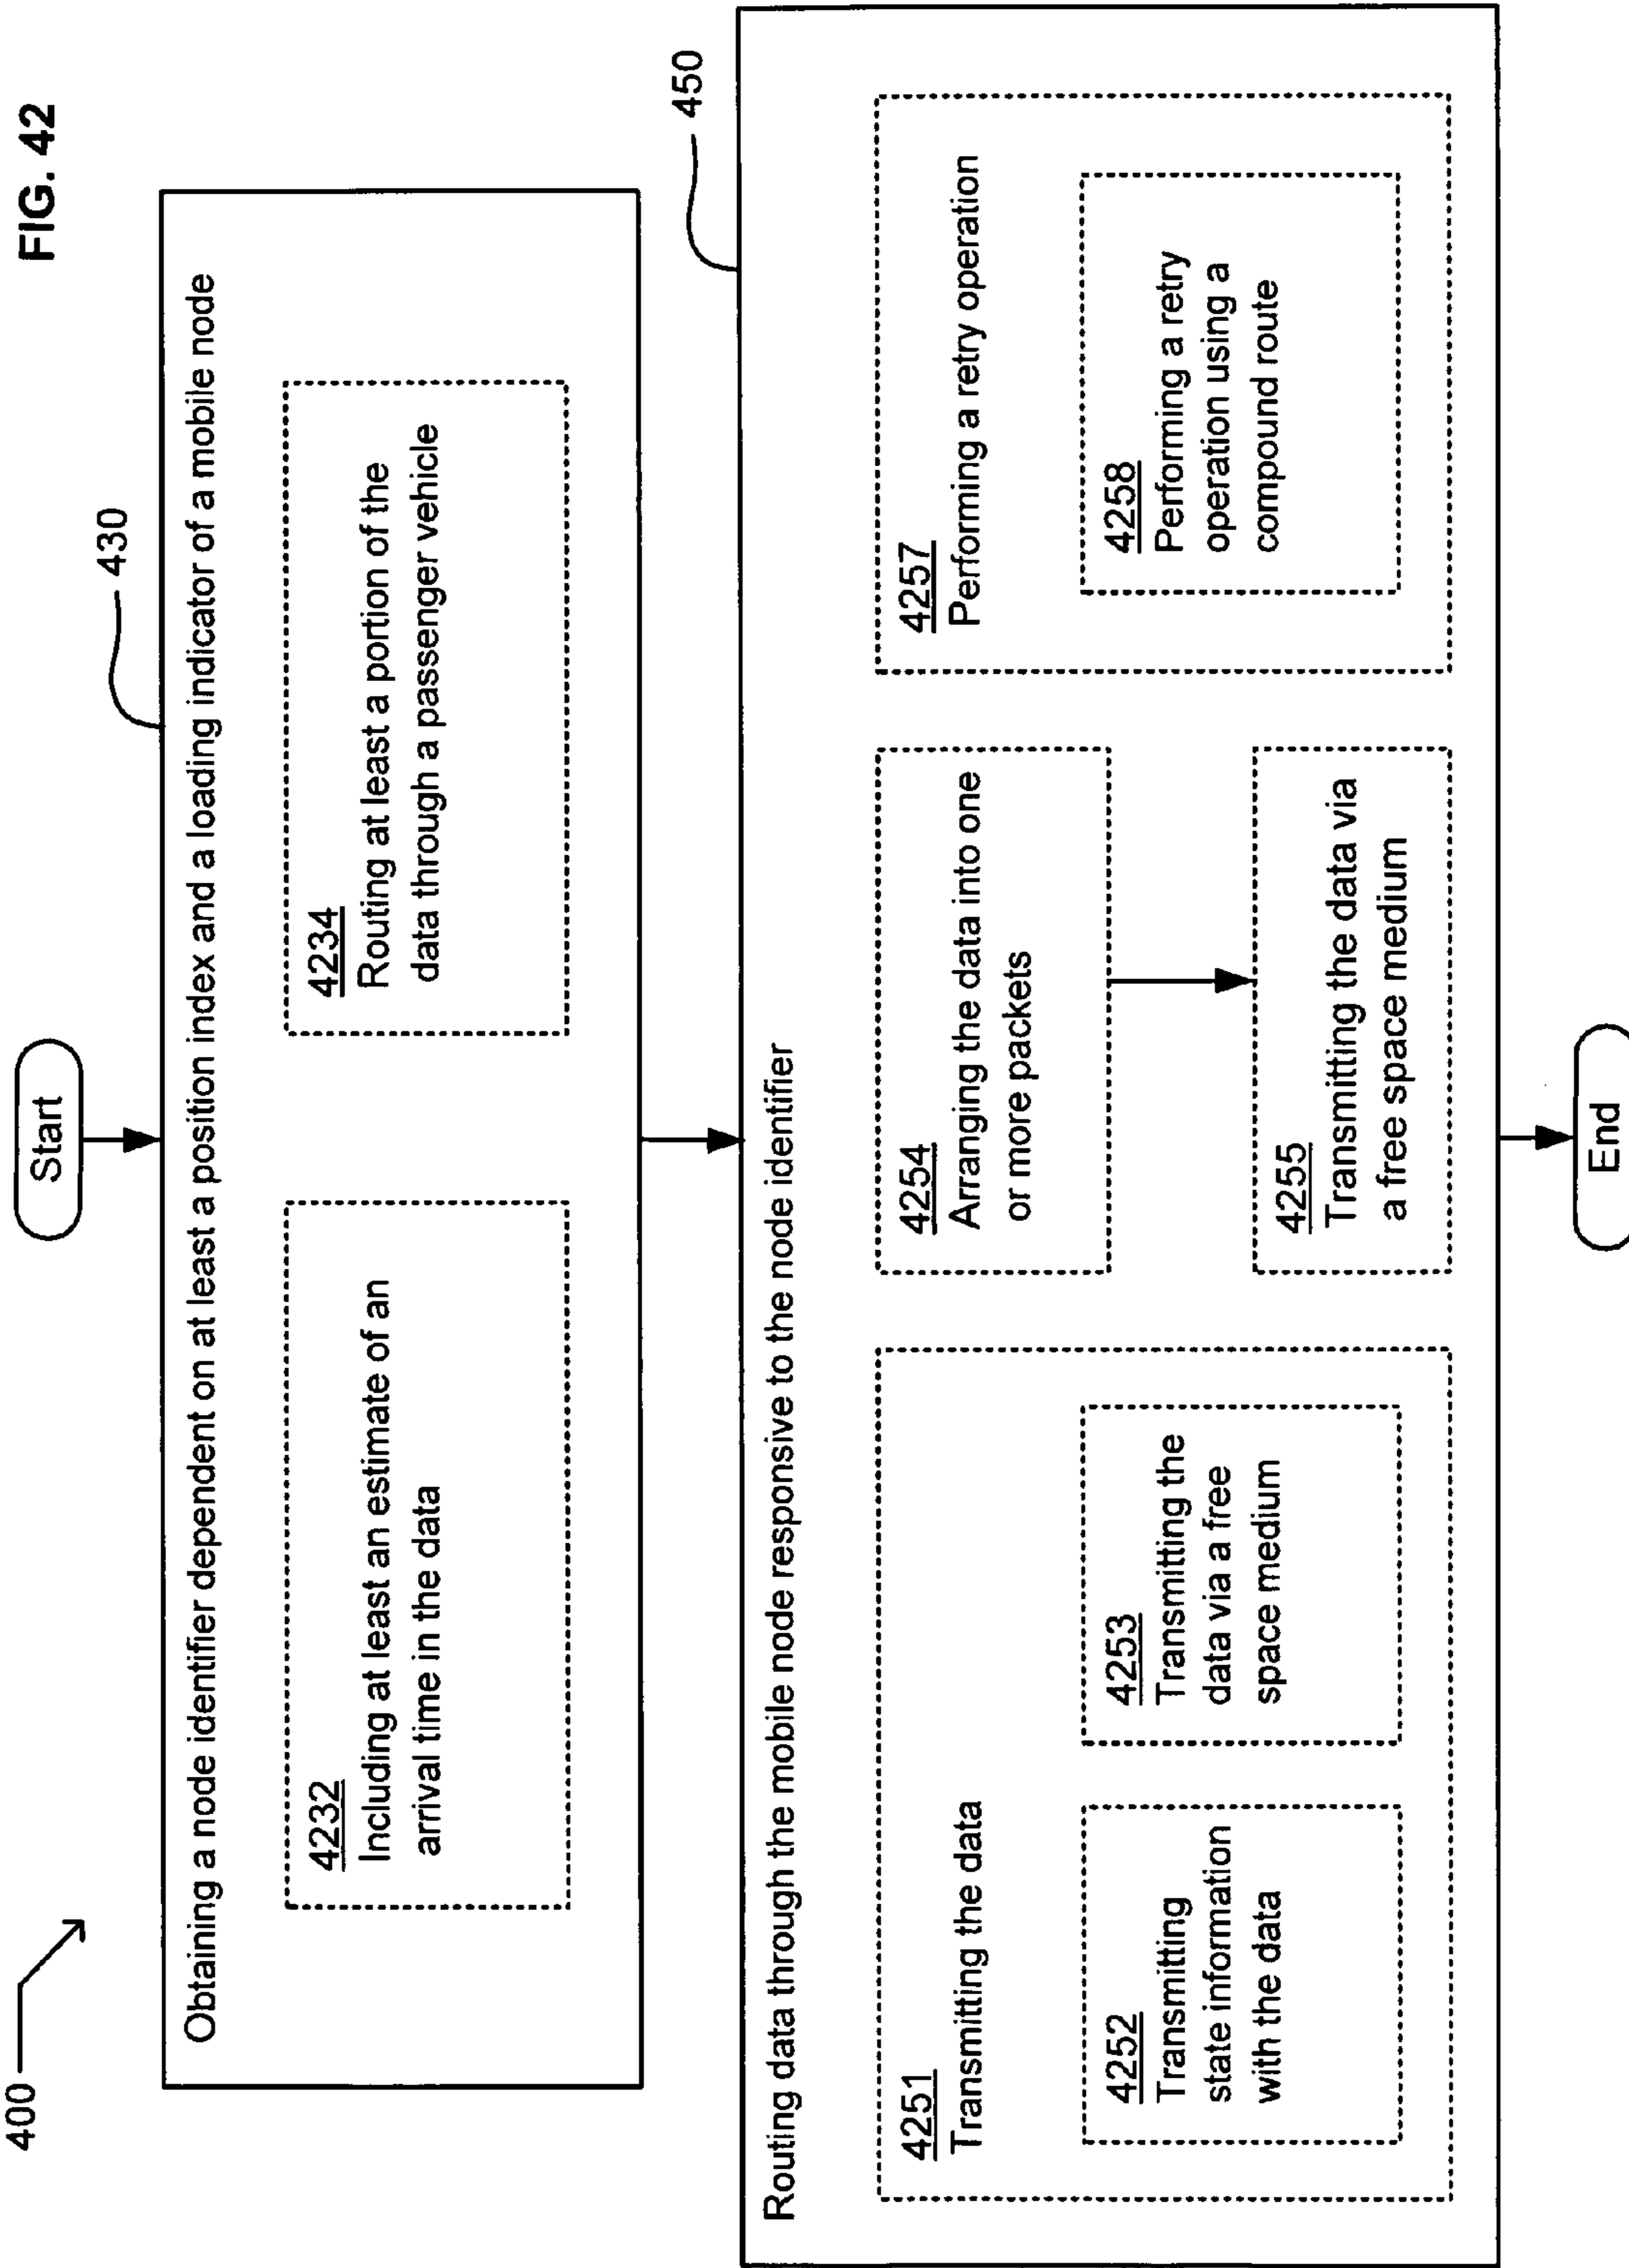 FIG. 42
400
Start
430
Obtaining a node identifier dependent on at least a position index and a loading indicator of a mobile node
4232
Including at least an estimate of an
arrival time in the data
4234
Routing at least a portion of the
data through a passenger vehicle
450
Routing data through the mobile node responsive to the node identifier
4251
Transmitting the data
4252
Transmitting
state information
with the data
4253
Transmitting the
data via a free
space medium
4254
Arranging the data into one
or more packets
4255
Transmitting the data via
a free space medium
4257
Performing a retry operation
4258
Performing a retry
operation using a
compound route
End